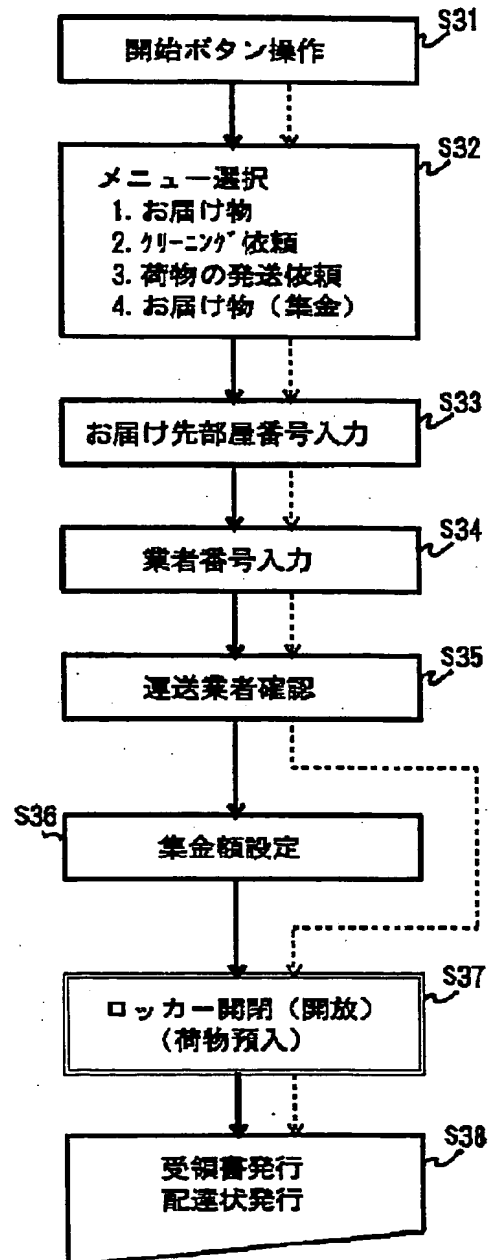 S31
開始ボタン操作
S32
メニュー選択
1. お届け物
2. ｸﾘｰﾆﾝｸﾞ依頼
3. 荷物の発送依頼
4. お届け物（集金）
S33
お届け先部屋番号入力
S34
業者番号入力
S35
運送業者確認
S36
集金額設定
S37
ロッカー開閉（開放）
（荷物預入）
S38
受領書発行
配達状発行